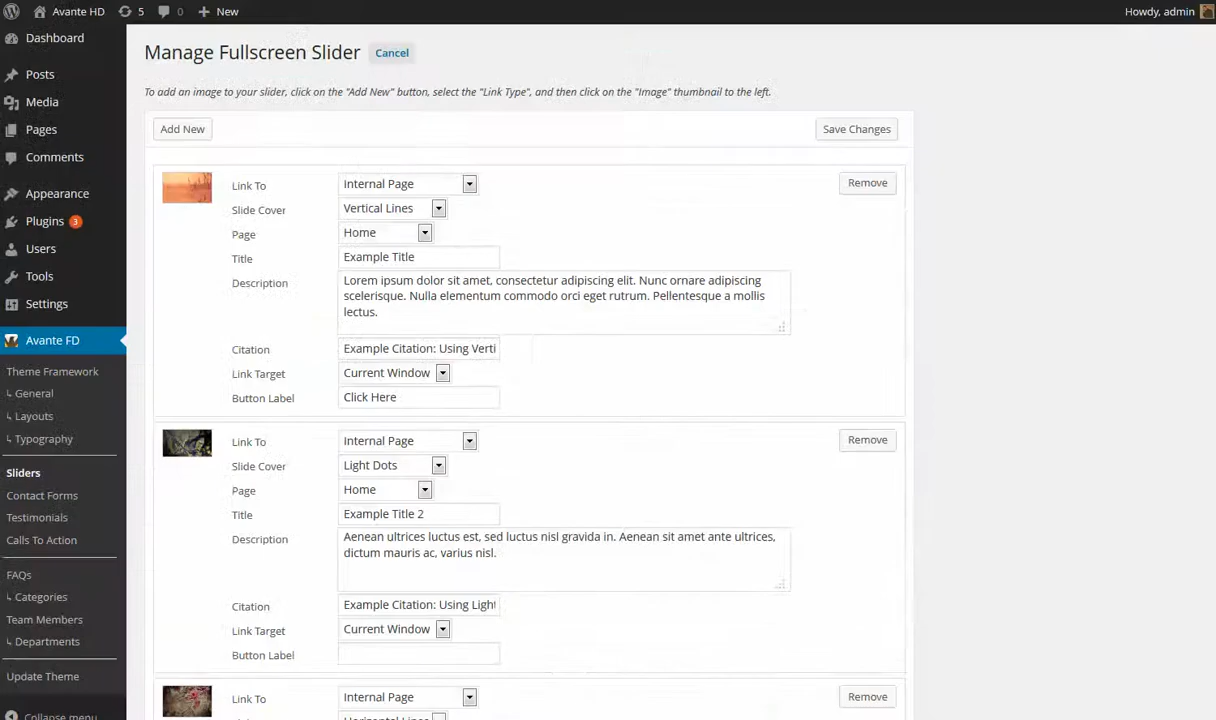 Avante HD 5 0 New Howdy, admin
Dashboard
Posts
Media
Pages
Comments
Appearance
Plugins 3
Users
Tools
Settings
Avante FD
Theme Framework
↳ General
↳ Layouts
↳ Typography
Sliders
Contact Forms
Testimonials
Calls To Action
FAQs
↳ Categories
Team Members
↳ Departments
Update Theme
Collapse menu
Manage Fullscreen Slider Cancel
To add an image to your slider, click on the "Add New" button, select the "Link Type", and then click on the "Image" thumbnail to the left.
Add New Save Changes
Link To Internal Page Remove
Slide Cover Vertical Lines
Page Home
Title Example Title
Description Lorem ipsum dolor sit amet, consectetur adipiscing elit. Nunc ornare adipiscing
scelerisque. Nulla elementum commodo orci eget rutrum. Pellentesque a mollis
lectus.
Citation Example Citation: Using Verti
Link Target Current Window
Button Label Click Here
Link To Internal Page Remove
Slide Cover Light Dots
Page Home
Title Example Title 2
Description Aenean ultrices luctus est, sed luctus nisl gravida in. Aenean sit amet ante ultrices,
dictum mauris ac, varius nisl.
Citation Example Citation: Using Light
Link Target Current Window
Button Label
Link To Internal Page Remove
Horizontal Lines